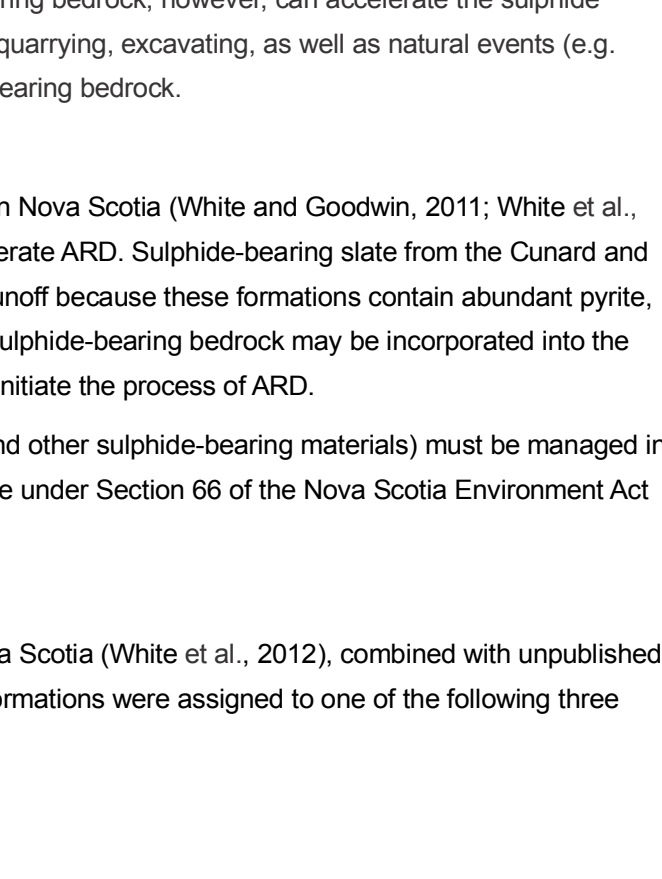 ring bedrock, however, can accelerate the sulphide
quarrying, excavating, as well as natural events (e.g.
earing bedrock.
n Nova Scotia (White and Goodwin, 2011; White et al.,
erate ARD. Sulphide-bearing slate from the Cunard and
unoff because these formations contain abundant pyrite,
ulphide-bearing bedrock may be incorporated into the
nitiate the process of ARD.
nd other sulphide-bearing materials) must be managed in
e under Section 66 of the Nova Scotia Environment Act
a Scotia (White et al., 2012), combined with unpublished
ormations were assigned to one of the following three